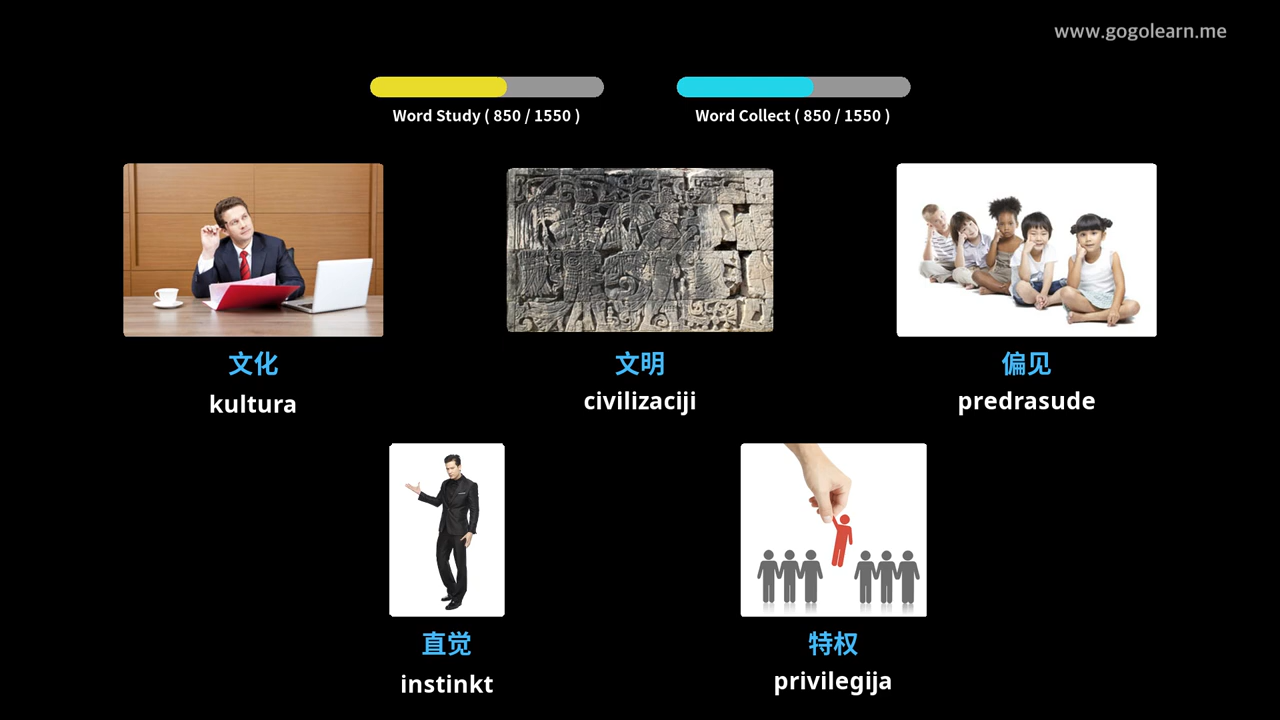 www.gogolearn.me
Word Study ( 850 / 1550 )
Word Collect ( 850 / 1550 )
文化
kultura
文明
civilizaciji
偏见
predrasude
直觉
instinkt
特权
privilegija